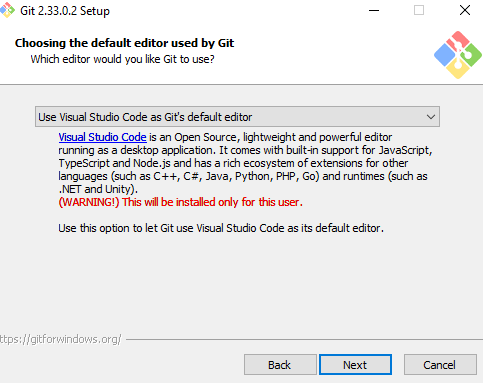 Git 2.33.0.2 Setup
Choosing the default editor used by Git
Which editor would you like Git to use?
Use Visual Studio Code as Git's default editor
Visual Studio Code is an Open Source, lightweight and powerful editor
running as a desktop application. It comes with built-in support for JavaScript,
TypeScript and Node.js and has a rich ecosystem of extensions for other
languages (such as C++, C#, Java, Python, PHP, Go) and runtimes (such as
.NET and Unity).
(WARNING!) This will be installed only for this user.
Use this option to let Git use Visual Studio Code as its default editor.
ttps://gitforwindows.org/
Back
Next
Cancel